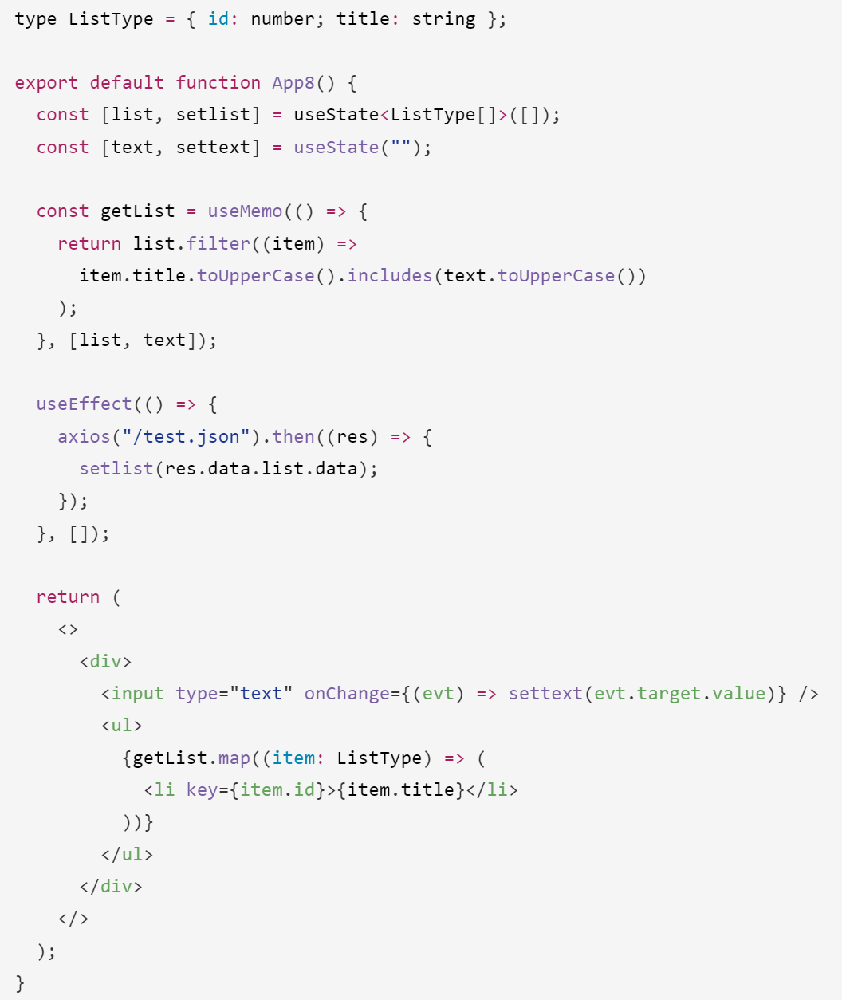 type ListType = { id: number; title: string };

export default function App8() {
  const [list, setlist] = useState<ListType[]>([]);
  const [text, settext] = useState("");

  const getList = useMemo(() => {
    return list.filter((item) =>
      item.title.toUpperCase().includes(text.toUpperCase())
    );
  }, [list, text]);

  useEffect(() => {
    axios("/test.json").then((res) => {
      setlist(res.data.list.data);
    });
  }, []);

  return (
    <>
      <div>
        <input type="text" onChange={(evt) => settext(evt.target.value)} />
        <ul>
          {getList.map((item: ListType) => (
            <li key={item.id}>{item.title}</li>
          ))}
        </ul>
      </div>
    </>
  );
}